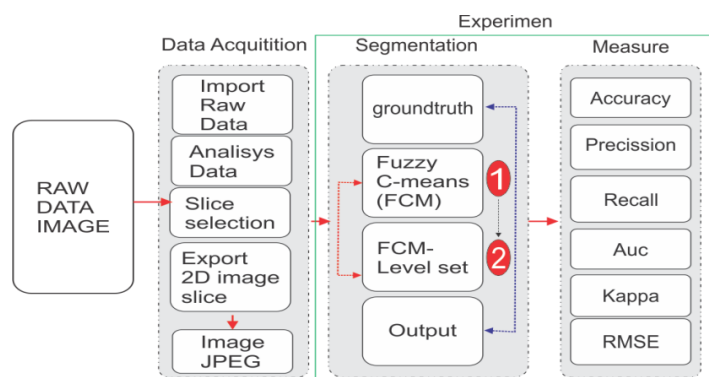 Experimen
Data Acquitition
Segmentation
Measure
RAW
DATA
IMAGE
Import
Raw
Data
Analisys
Data
Slice
selection
Export
2D image
slice
Image
JPEG
groundtruth
Fuzzy
C-means
(FCM)
1
FCM-
Level set
2
Output
Accuracy
Precission
Recall
Auc
Kappa
RMSE